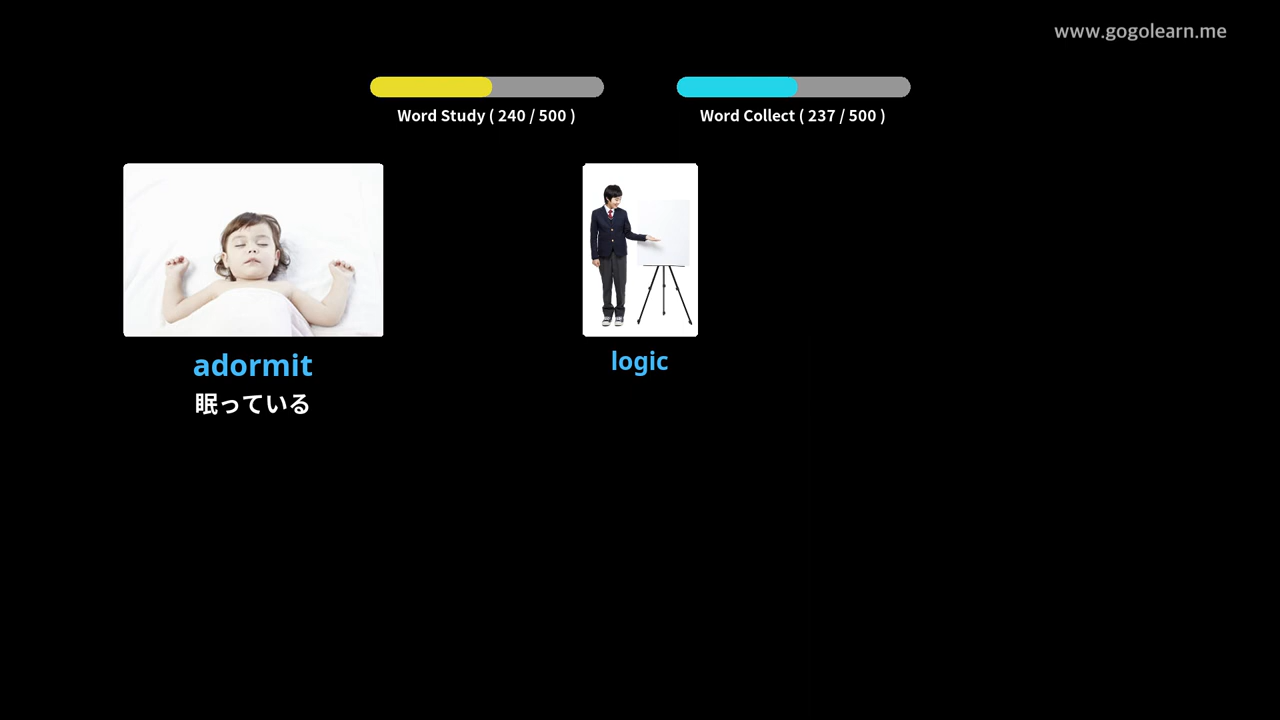 www.gogolearn.me
Word Study ( 240 / 500 )
Word Collect ( 237 / 500 )
adormit
眠っている
logic